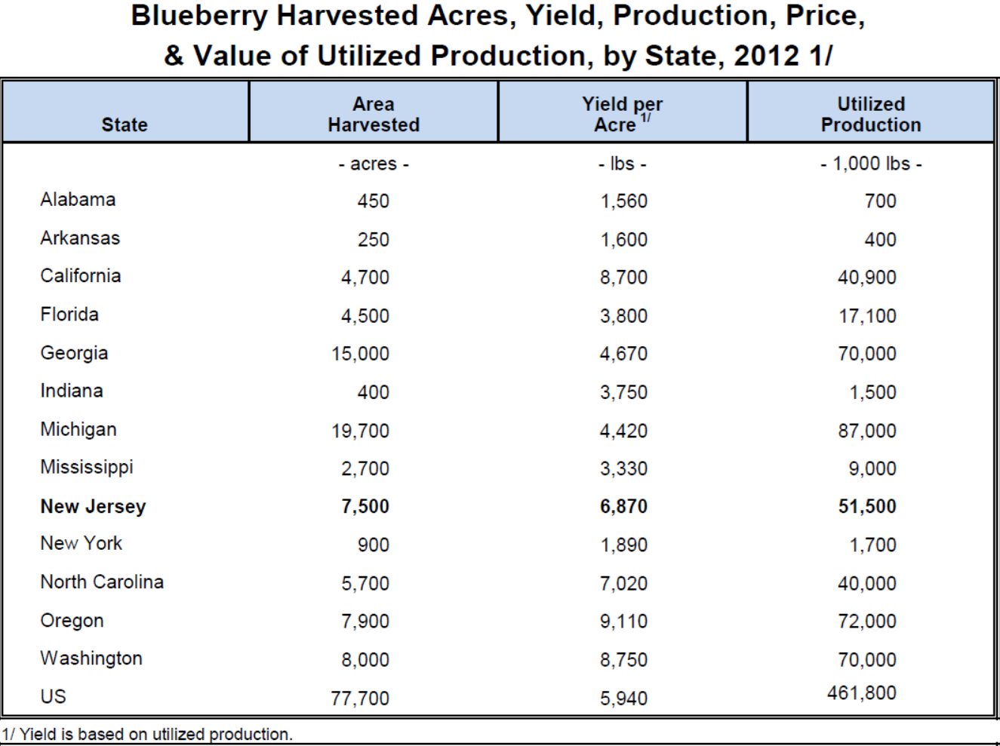 Blueberry Harvested Acres, Yield, Production, Price,
& Value of Utilized Production, by State, 2012 1/
State Area Harvested Yield per Acre 1/ Utilized Production
- acres - - lbs - - 1,000 lbs -
Alabama 450 1,560 700
Arkansas 250 1,600 400
California 4,700 8,700 40,900
Florida 4,500 3,800 17,100
Georgia 15,000 4,670 70,000
Indiana 400 3,750 1,500
Michigan 19,700 4,420 87,000
Mississippi 2,700 3,330 9,000
New Jersey 7,500 6,870 51,500
New York 900 1,890 1,700
North Carolina 5,700 7,020 40,000
Oregon 7,900 9,110 72,000
Washington 8,000 8,750 70,000
US 77,700 5,940 461,800
1/ Yield is based on utilized production.